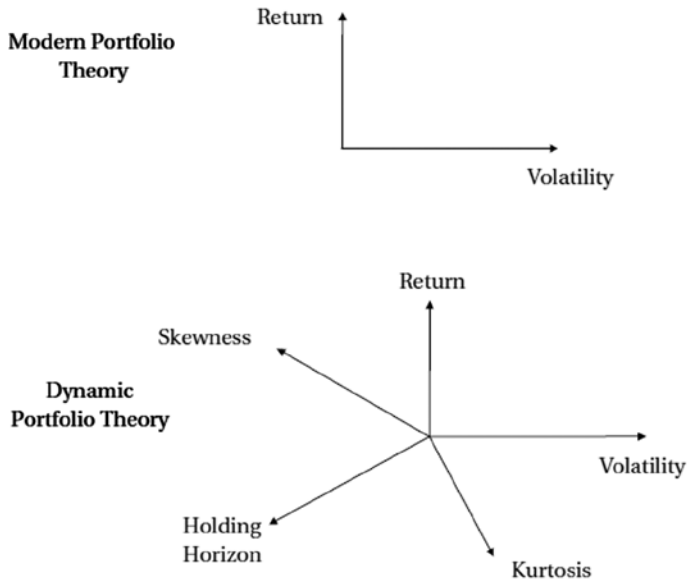 Return
Modern Portfolio
Theory
Volatility
Return
Skewness
Dynamic
Portfolio Theory
Volatility
Holding
Horizon
Kurtosis